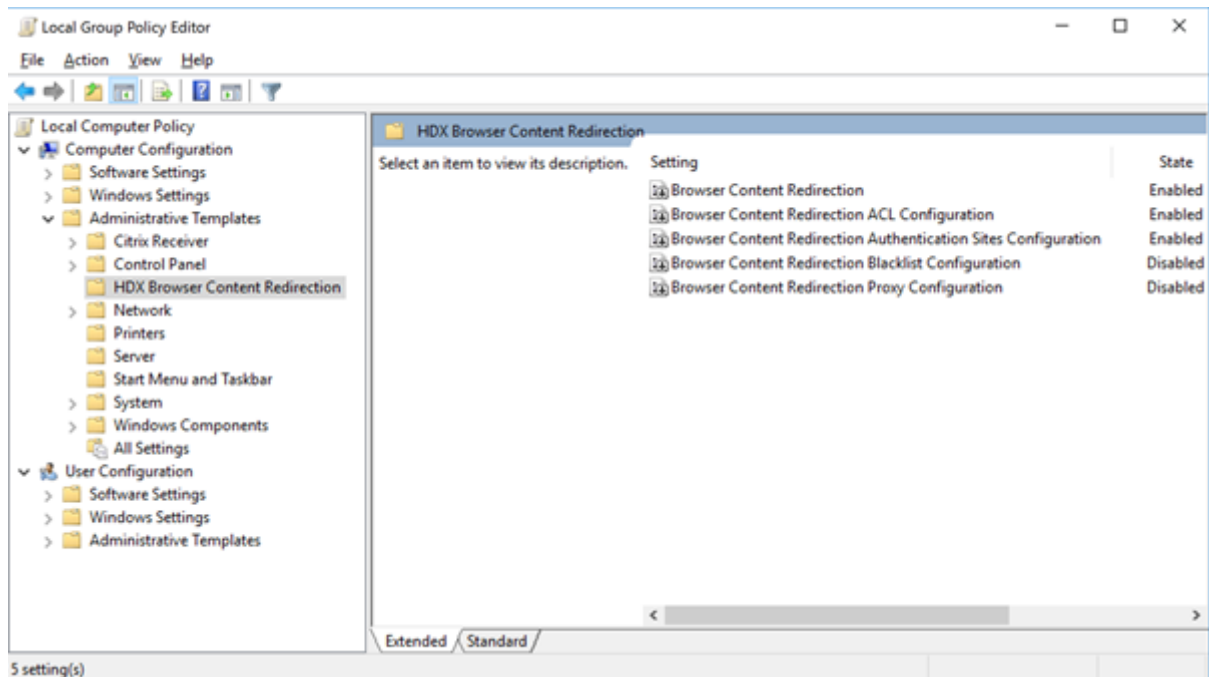 Local Group Policy Editor
File Action View Help
Local Computer Policy
Computer Configuration
Software Settings
Windows Settings
Administrative Templates
Citrix Receiver
Control Panel
HDX Browser Content Redirection
Network
Printers
Server
Start Menu and Taskbar
System
Windows Components
All Settings
User Configuration
Software Settings
Windows Settings
Administrative Templates
HDX Browser Content Redirection
Select an item to view its description.
Setting State
Browser Content Redirection Enabled
Browser Content Redirection ACL Configuration Enabled
Browser Content Redirection Authentication Sites Configuration Enabled
Browser Content Redirection Blacklist Configuration Disabled
Browser Content Redirection Proxy Configuration Disabled
Extended Standard
5 setting(s)